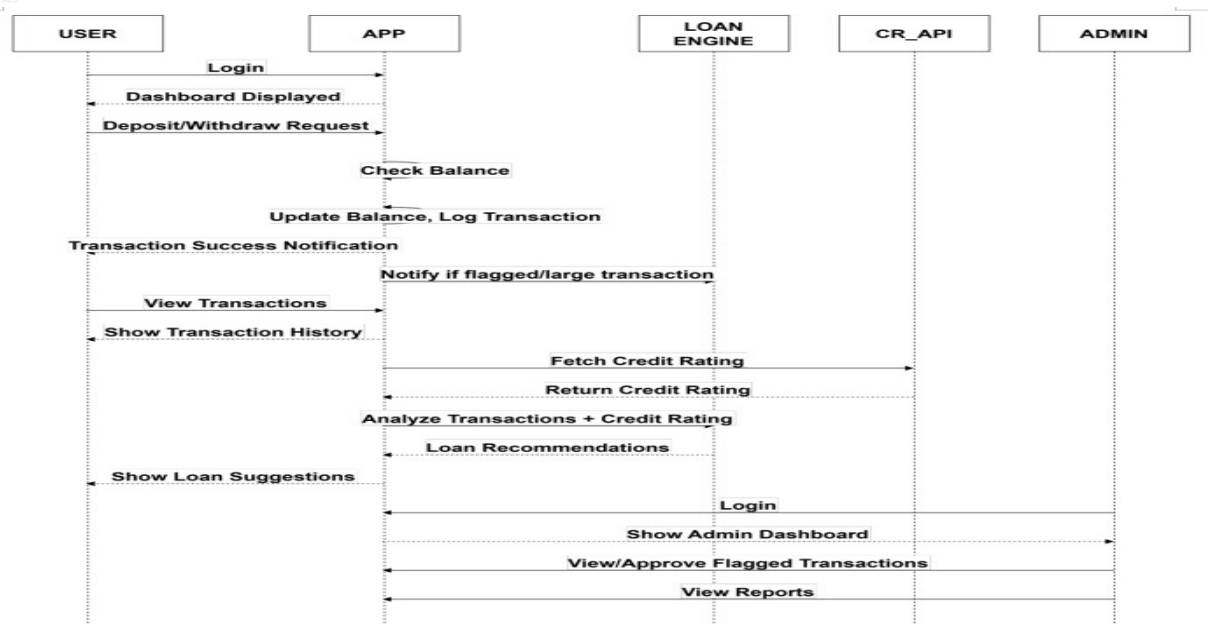 USER
APP
LOAN
ENGINE
CR_API
ADMIN
Login
Dashboard Displayed
Deposit/Withdraw Request
Check Balance
Update Balance, Log Transaction
Transaction Success Notification
Notify if flagged/large transaction
View Transactions
Show Transaction History
Fetch Credit Rating
Return Credit Rating
Analyze Transactions + Credit Rating
Loan Recommendations
Show Loan Suggestions
Login
Show Admin Dashboard
View/Approve Flagged Transactions
View Reports